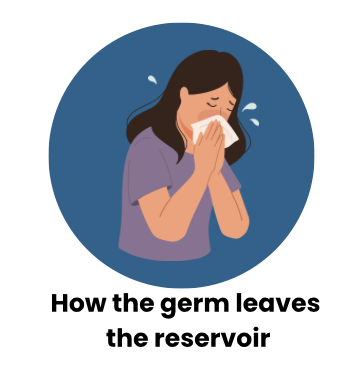 How the germ leaves
the reservoir